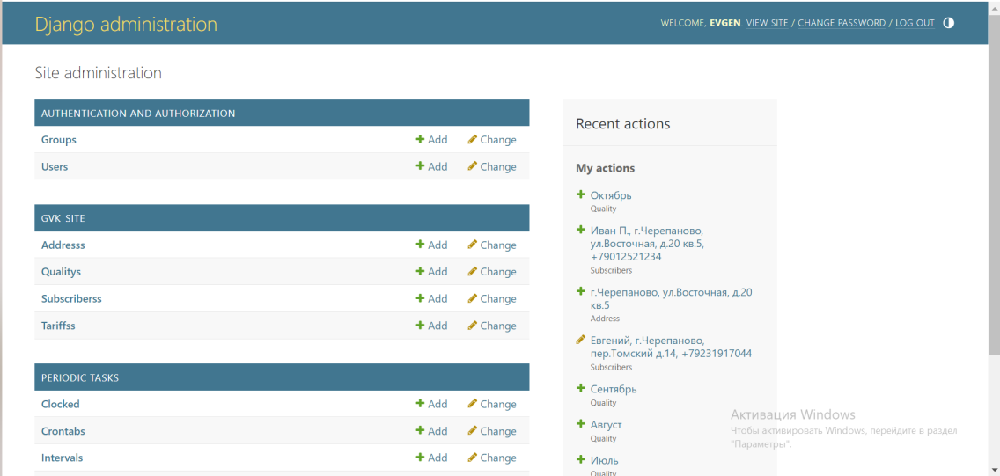 Django administration
WELCOME, EVGEN. VIEW SITE / CHANGE PASSWORD / LOG OUT
Site administration
AUTHENTICATION AND AUTHORIZATION
Groups Add Change
Users Add Change
GVK_SITE
Addresss Add Change
Qualitys Add Change
Subscriberss Add Change
Tariffss Add Change
PERIODIC TASKS
Clocked Add Change
Crontabs Add Change
Intervals Add Change
Recent actions
My actions
Октябрь
Quality
Иван П., г.Черепаново,
ул.Восточная, д.20 кв.5,
+79012521234
Subscribers
г.Черепаново, ул.Восточная, д.20
кв.5
Address
Евгений, г.Черепаново,
пер.Томский д.14, +79231917044
Subscribers
Сентябрь
Quality
Август
Quality
Июль
Quality
Активация Windows
Чтобы активировать Windows, перейдите в раздел
"Параметры".